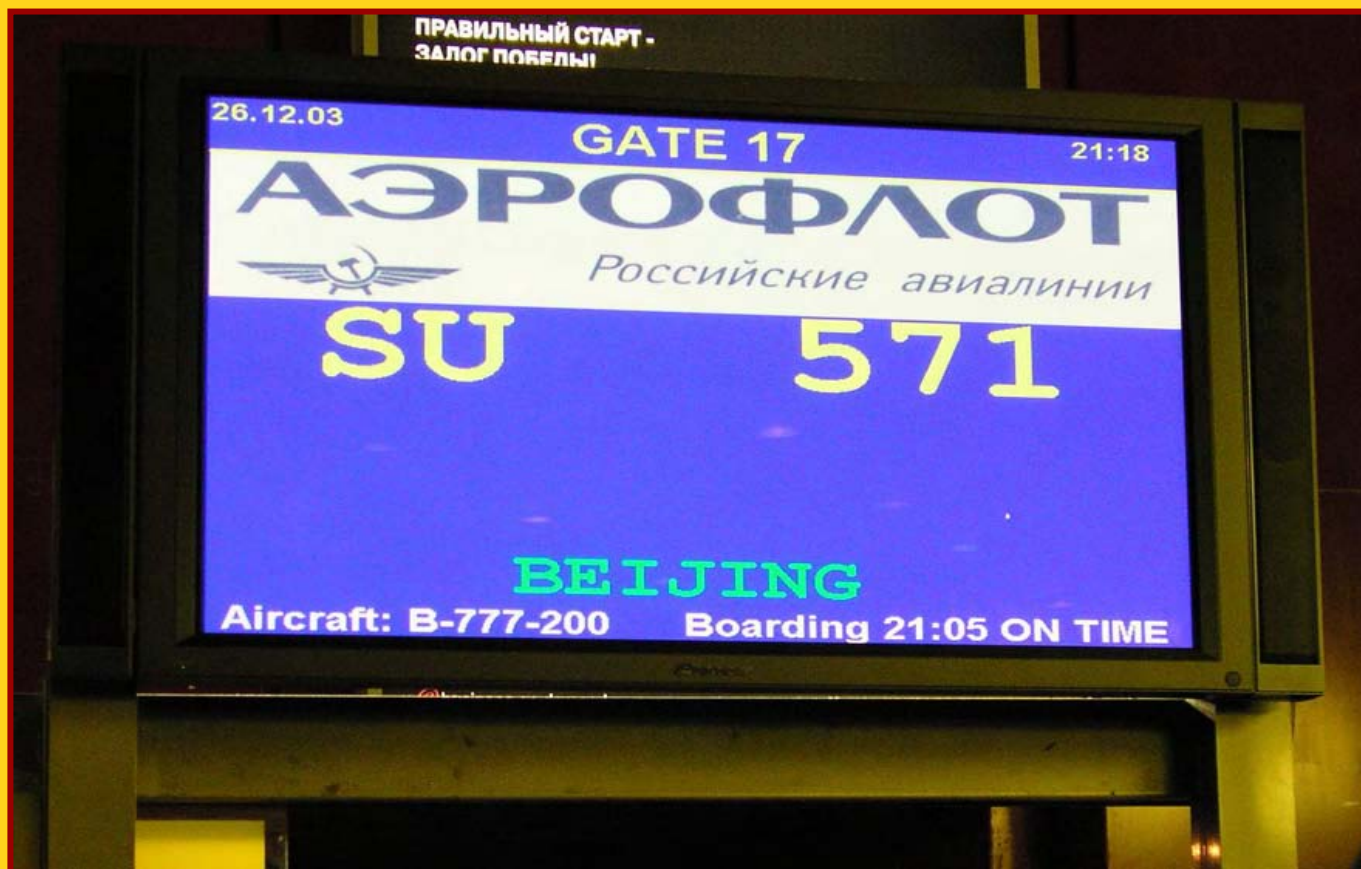 ПРАВИЛЬНЫЙ СТАРТ -
ЗАЛОГ ПОБЕДЫ!
26.12.03 GATE 17 21:18
АЭРОФЛОТ
Российские авиалинии
SU 571
BEIJING
Aircraft: B-777-200 Boarding 21:05 ON TIME
Pioneer